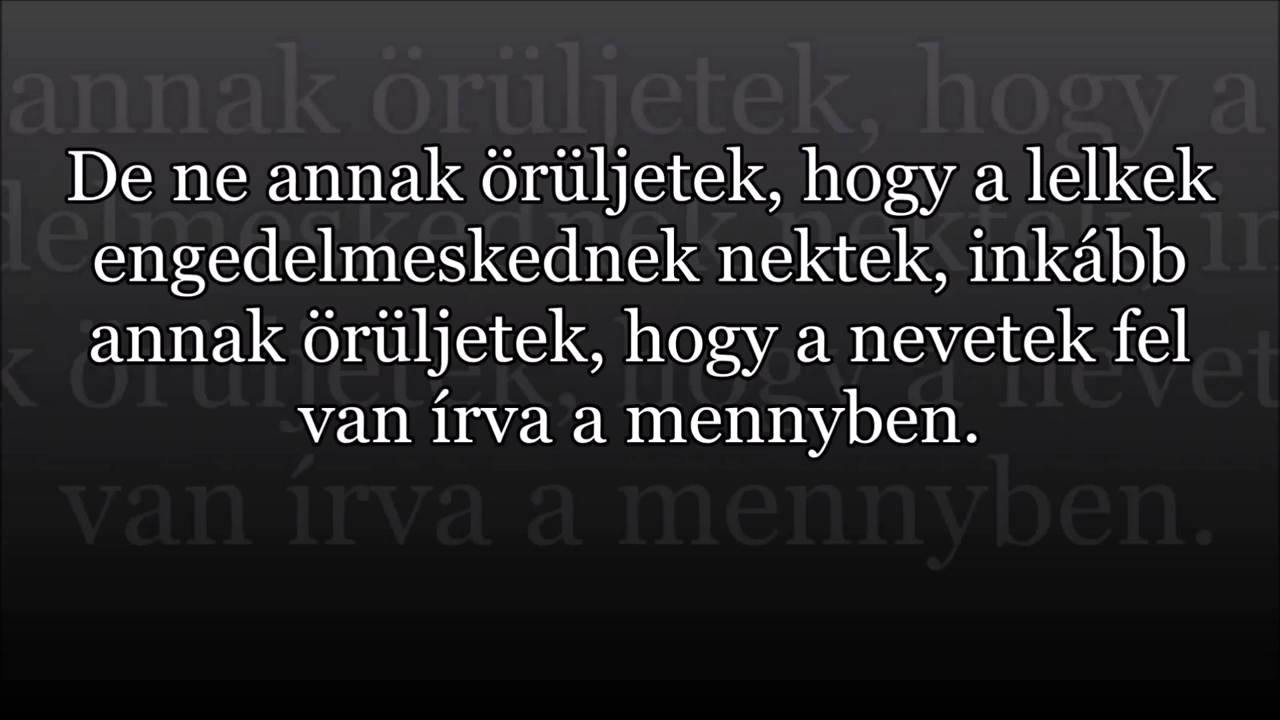 De ne annak örüljetek, hogy a lelkek
engedelmeskednek nektek, inkább
annak örüljetek, hogy a nevetek fel
van írva a mennyben.